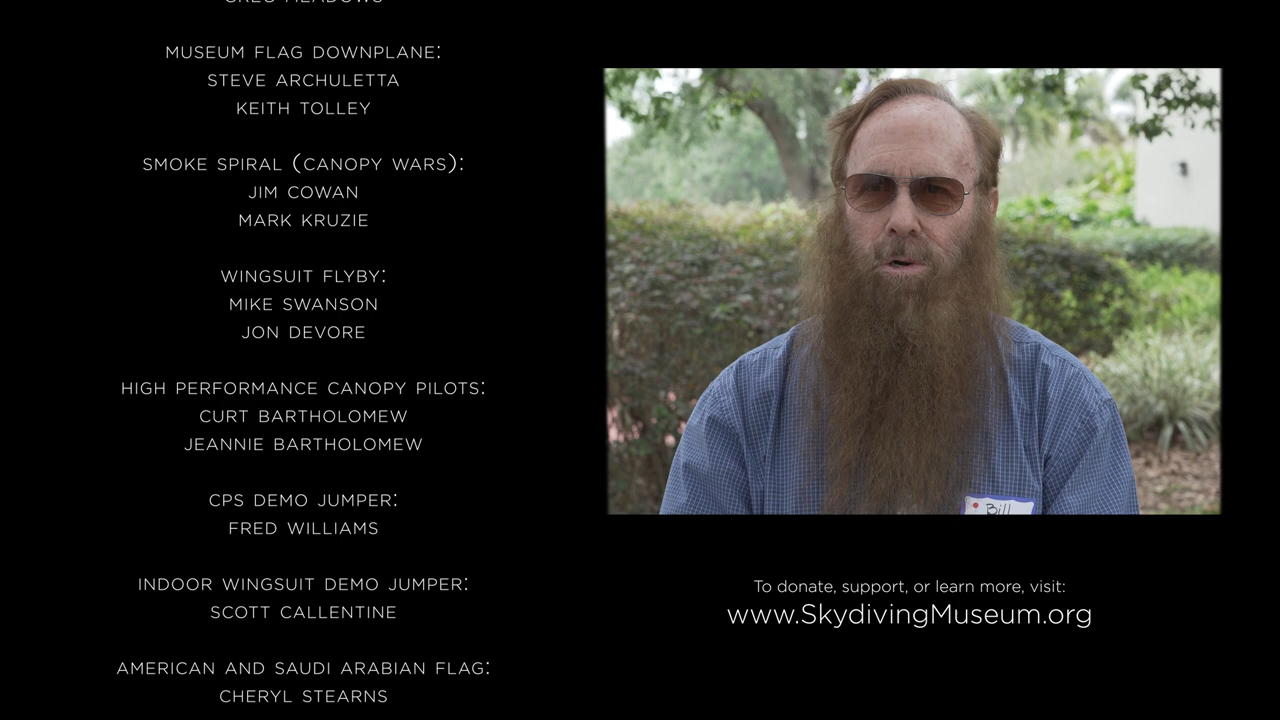 GREG MEADOWS
MUSEUM FLAG DOWNPLANE:
STEVE ARCHULETTA
KEITH TOLLEY
SMOKE SPIRAL (CANOPY WARS):
JIM COWAN
MARK KRUZIE
WINGSUIT FLYBY:
MIKE SWANSON
JON DEVORE
HIGH PERFORMANCE CANOPY PILOTS:
CURT BARTHOLOMEW
JEANNIE BARTHOLOMEW
CPS DEMO JUMPER:
FRED WILLIAMS
INDOOR WINGSUIT DEMO JUMPER:
SCOTT CALLENTINE
AMERICAN AND SAUDI ARABIAN FLAG:
CHERYL STEARNS
Bill
To donate, support, or learn more, visit:
www.SkydivingMuseum.org